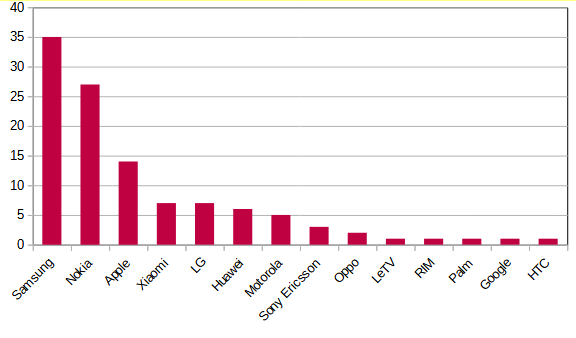 40
35
30
25
20
15
10
5
0
Samsung
Nokia
Apple
Xiaomi
LG
Huawei
Motorola
Sony Ericsson
Oppo
LeTV
RIM
Palm
Google
HTC